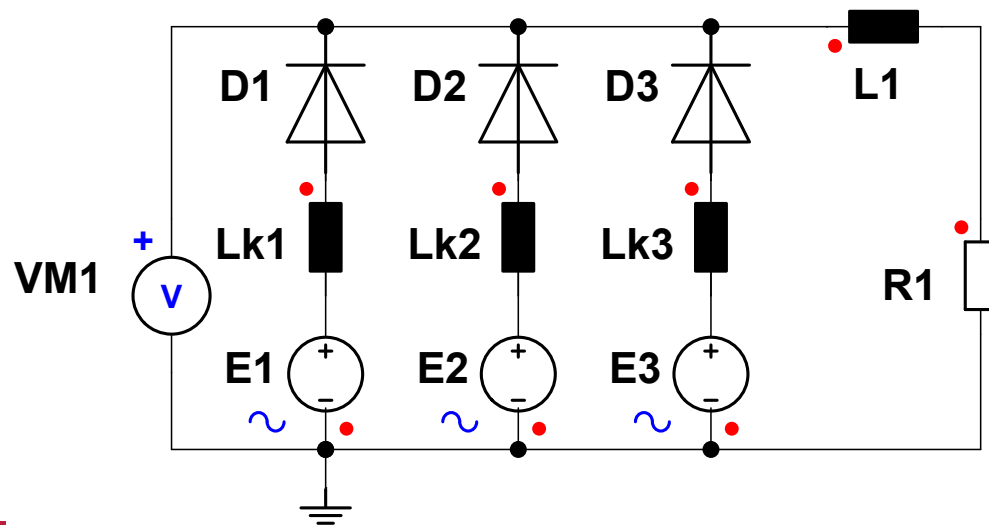 D1
D2
D3
L1
Lk1
Lk2
Lk3
+
VM1
V
R1
E1
+
−
E2
+
−
E3
+
−